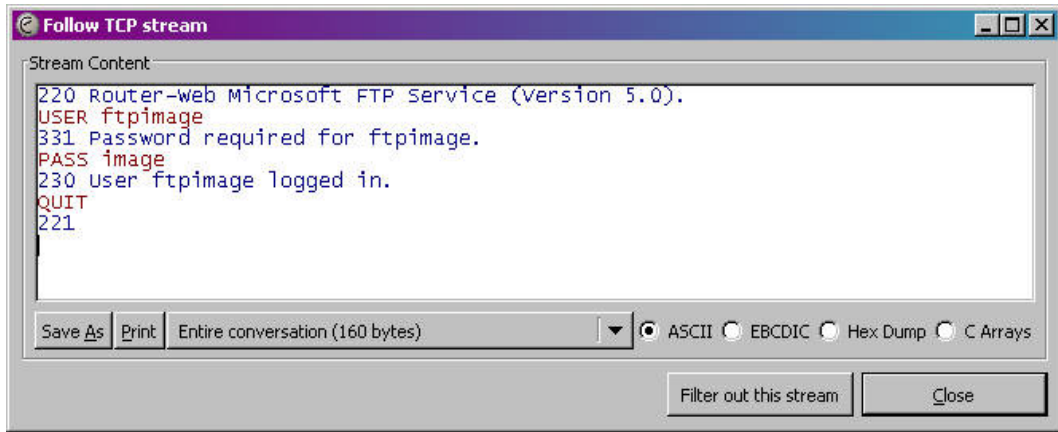 Follow TCP stream
Stream Content
220 Router-Web Microsoft FTP Service (Version 5.0).
USER ftpimage
331 Password required for ftpimage.
PASS image
230 User ftpimage logged in.
QUIT
221
Save As Print Entire conversation (160 bytes) ASCII EBCDIC Hex Dump C Arrays
Filter out this stream Close